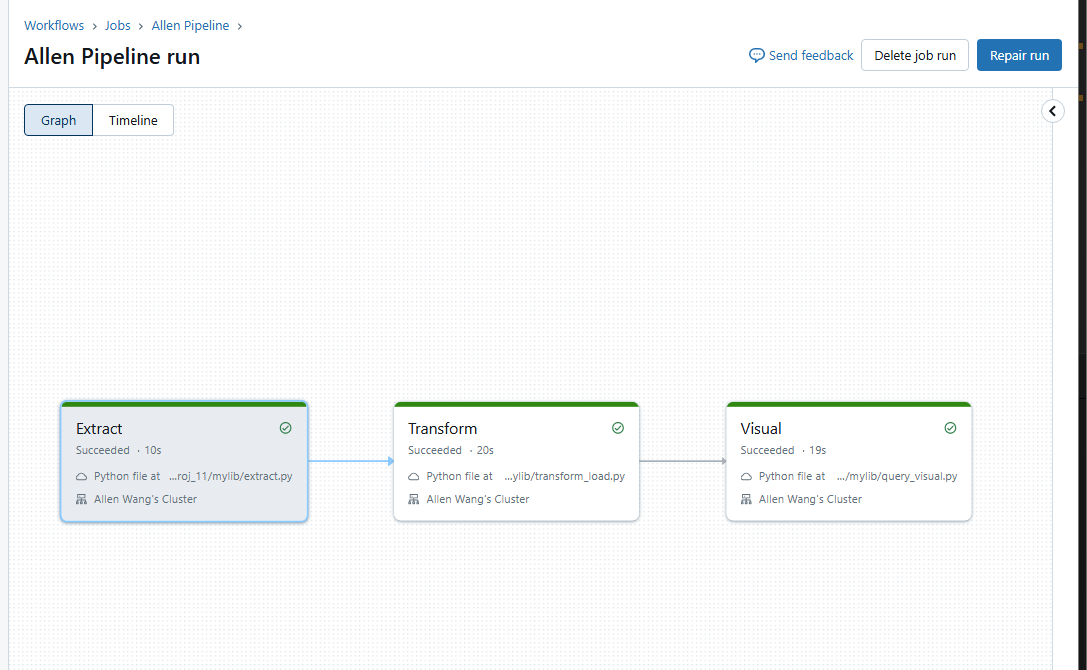 Workflows › Jobs › Allen Pipeline ›
Allen Pipeline run
Send feedback
Delete job run
Repair run
Graph
Timeline
Extract
Succeeded · 10s
Python file at ...roj_11/mylib/extract.py
Allen Wang's Cluster
Transform
Succeeded · 20s
Python file at ...ylib/transform_load.py
Allen Wang's Cluster
Visual
Succeeded · 19s
Python file at .../mylib/query_visual.py
Allen Wang's Cluster